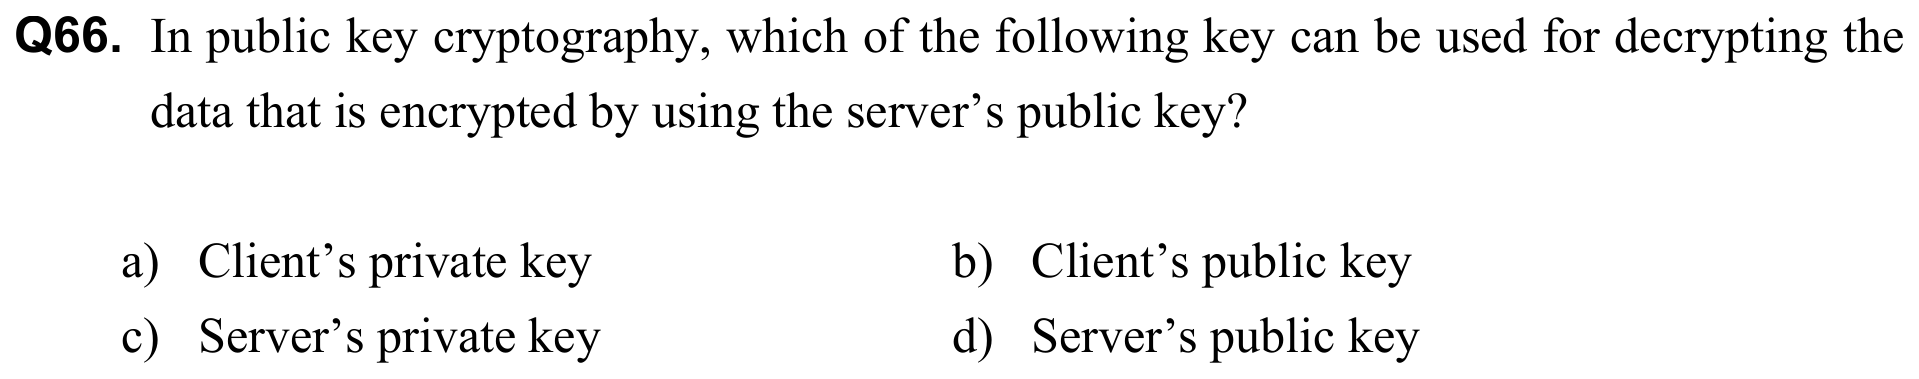 Q66. In public key cryptography, which of the following key can be used for decrypting the
data that is encrypted by using the server’s public key?
a) Client’s private key b) Client’s public key
c) Server’s private key d) Server’s public key